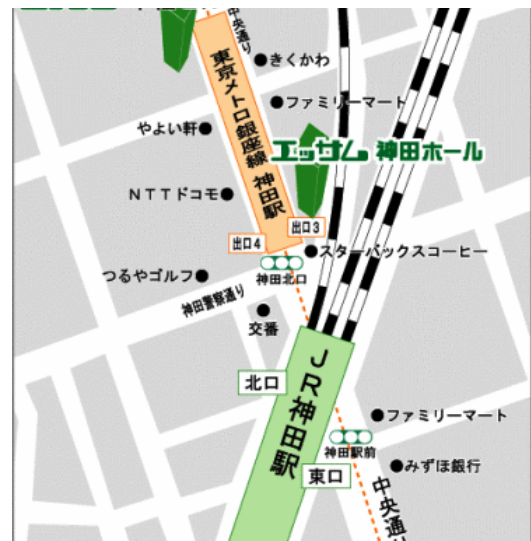 中央通り
きくかわ
ファミリーマート
東京メトロ銀座線 神田駅
やよい軒
エッサム 神田ホール
NTTドコモ
出口3
出口4
スターバックスコーヒー
神田北口
つるやゴルフ
神田警察通り
交番
JR神田駅
北口
ファミリーマート
神田駅前
みずほ銀行
東口
中央通り